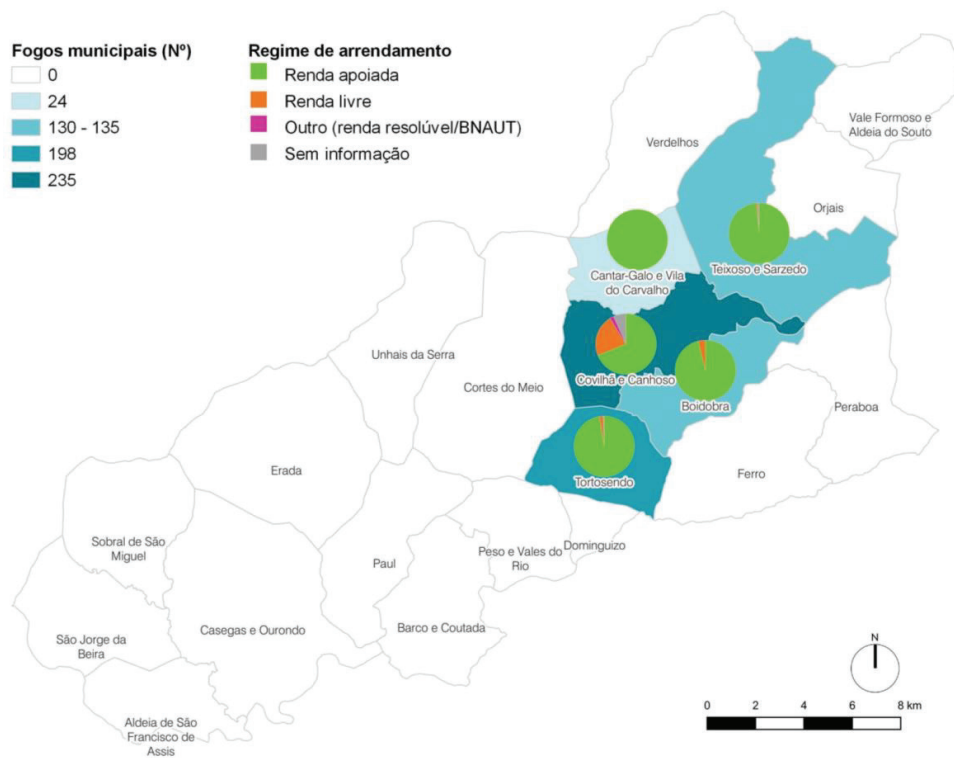 Fogos municipais (Nº)
0
24
130 - 135
198
235
Regime de arrendamento
Renda apoiada
Renda livre
Outro (renda resolúvel/BNAUT)
Sem informação
Vale Formoso e
Aldeia do Souto
Verdelhos
Orjais
Teixoso e Sarzedo
Cantar-Galo e Vila
do Carvalho
Unhais da Serra
Cortes do Meio
Covilhã e Canhoso
Boidobra
Peraboa
Ferro
Tortosendo
Erada
Sobral de São
Miguel
Paul
Peso e Vales do
Rio
Dominguizo
São Jorge da
Beira
Casegas e Ourondo
Barco e Coutada
Aldeia de São
Francisco de
Assis
N
0 2 4 6 8 km